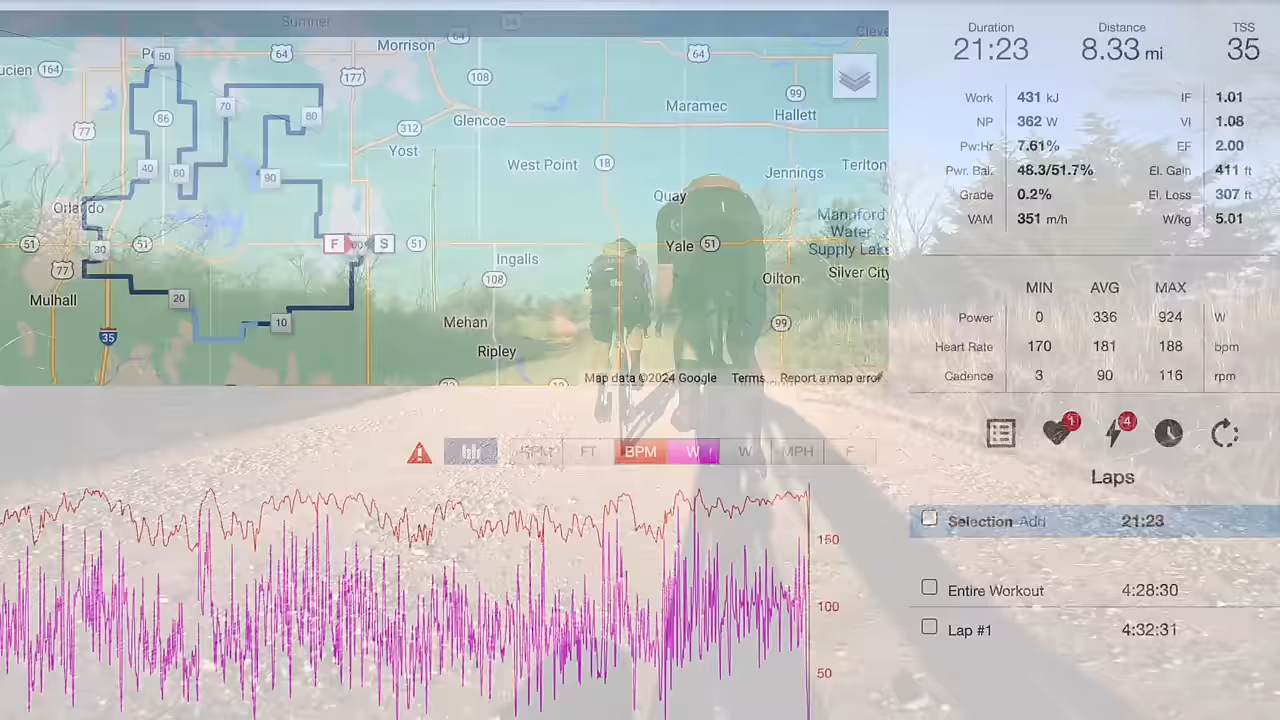 Sumner
64
Morrison
64
64
Cleve
ucien
164
Pe
50
177
108
99
77
70
80
Maramec
Hallett
86
312
Glencoe
Yost
West Point
18
Terlton
40
60
90
Jennings
Quay
Orlando
Mannford
Water
Supply Lake
51
30
51
F
S
51
Yale
51
77
Ingalls
Silver City
108
Oilton
Mulhall
20
10
Mehan
99
35
Ripley
Map data ©2024 Google
Terms
Report a map error
Duration
Distance
TSS
21:23
8.33 mi
35
Work 431 kJ IF 1.01
NP 362 W VI 1.08
Pw:Hr 7.61% EF 2.00
Pwr. Bal. 48.3/51.7% El. Gain 411 ft
Grade 0.2% El. Loss 307 ft
VAM 351 m/h W/kg 5.01
MIN AVG MAX
Power 0 336 924 W
Heart Rate 170 181 188 bpm
Cadence 3 90 116 rpm
1
4
RPM FT BPM W W MPH F
Laps
Selection Add 21:23
Entire Workout 4:28:30
Lap #1 4:32:31
150
100
50